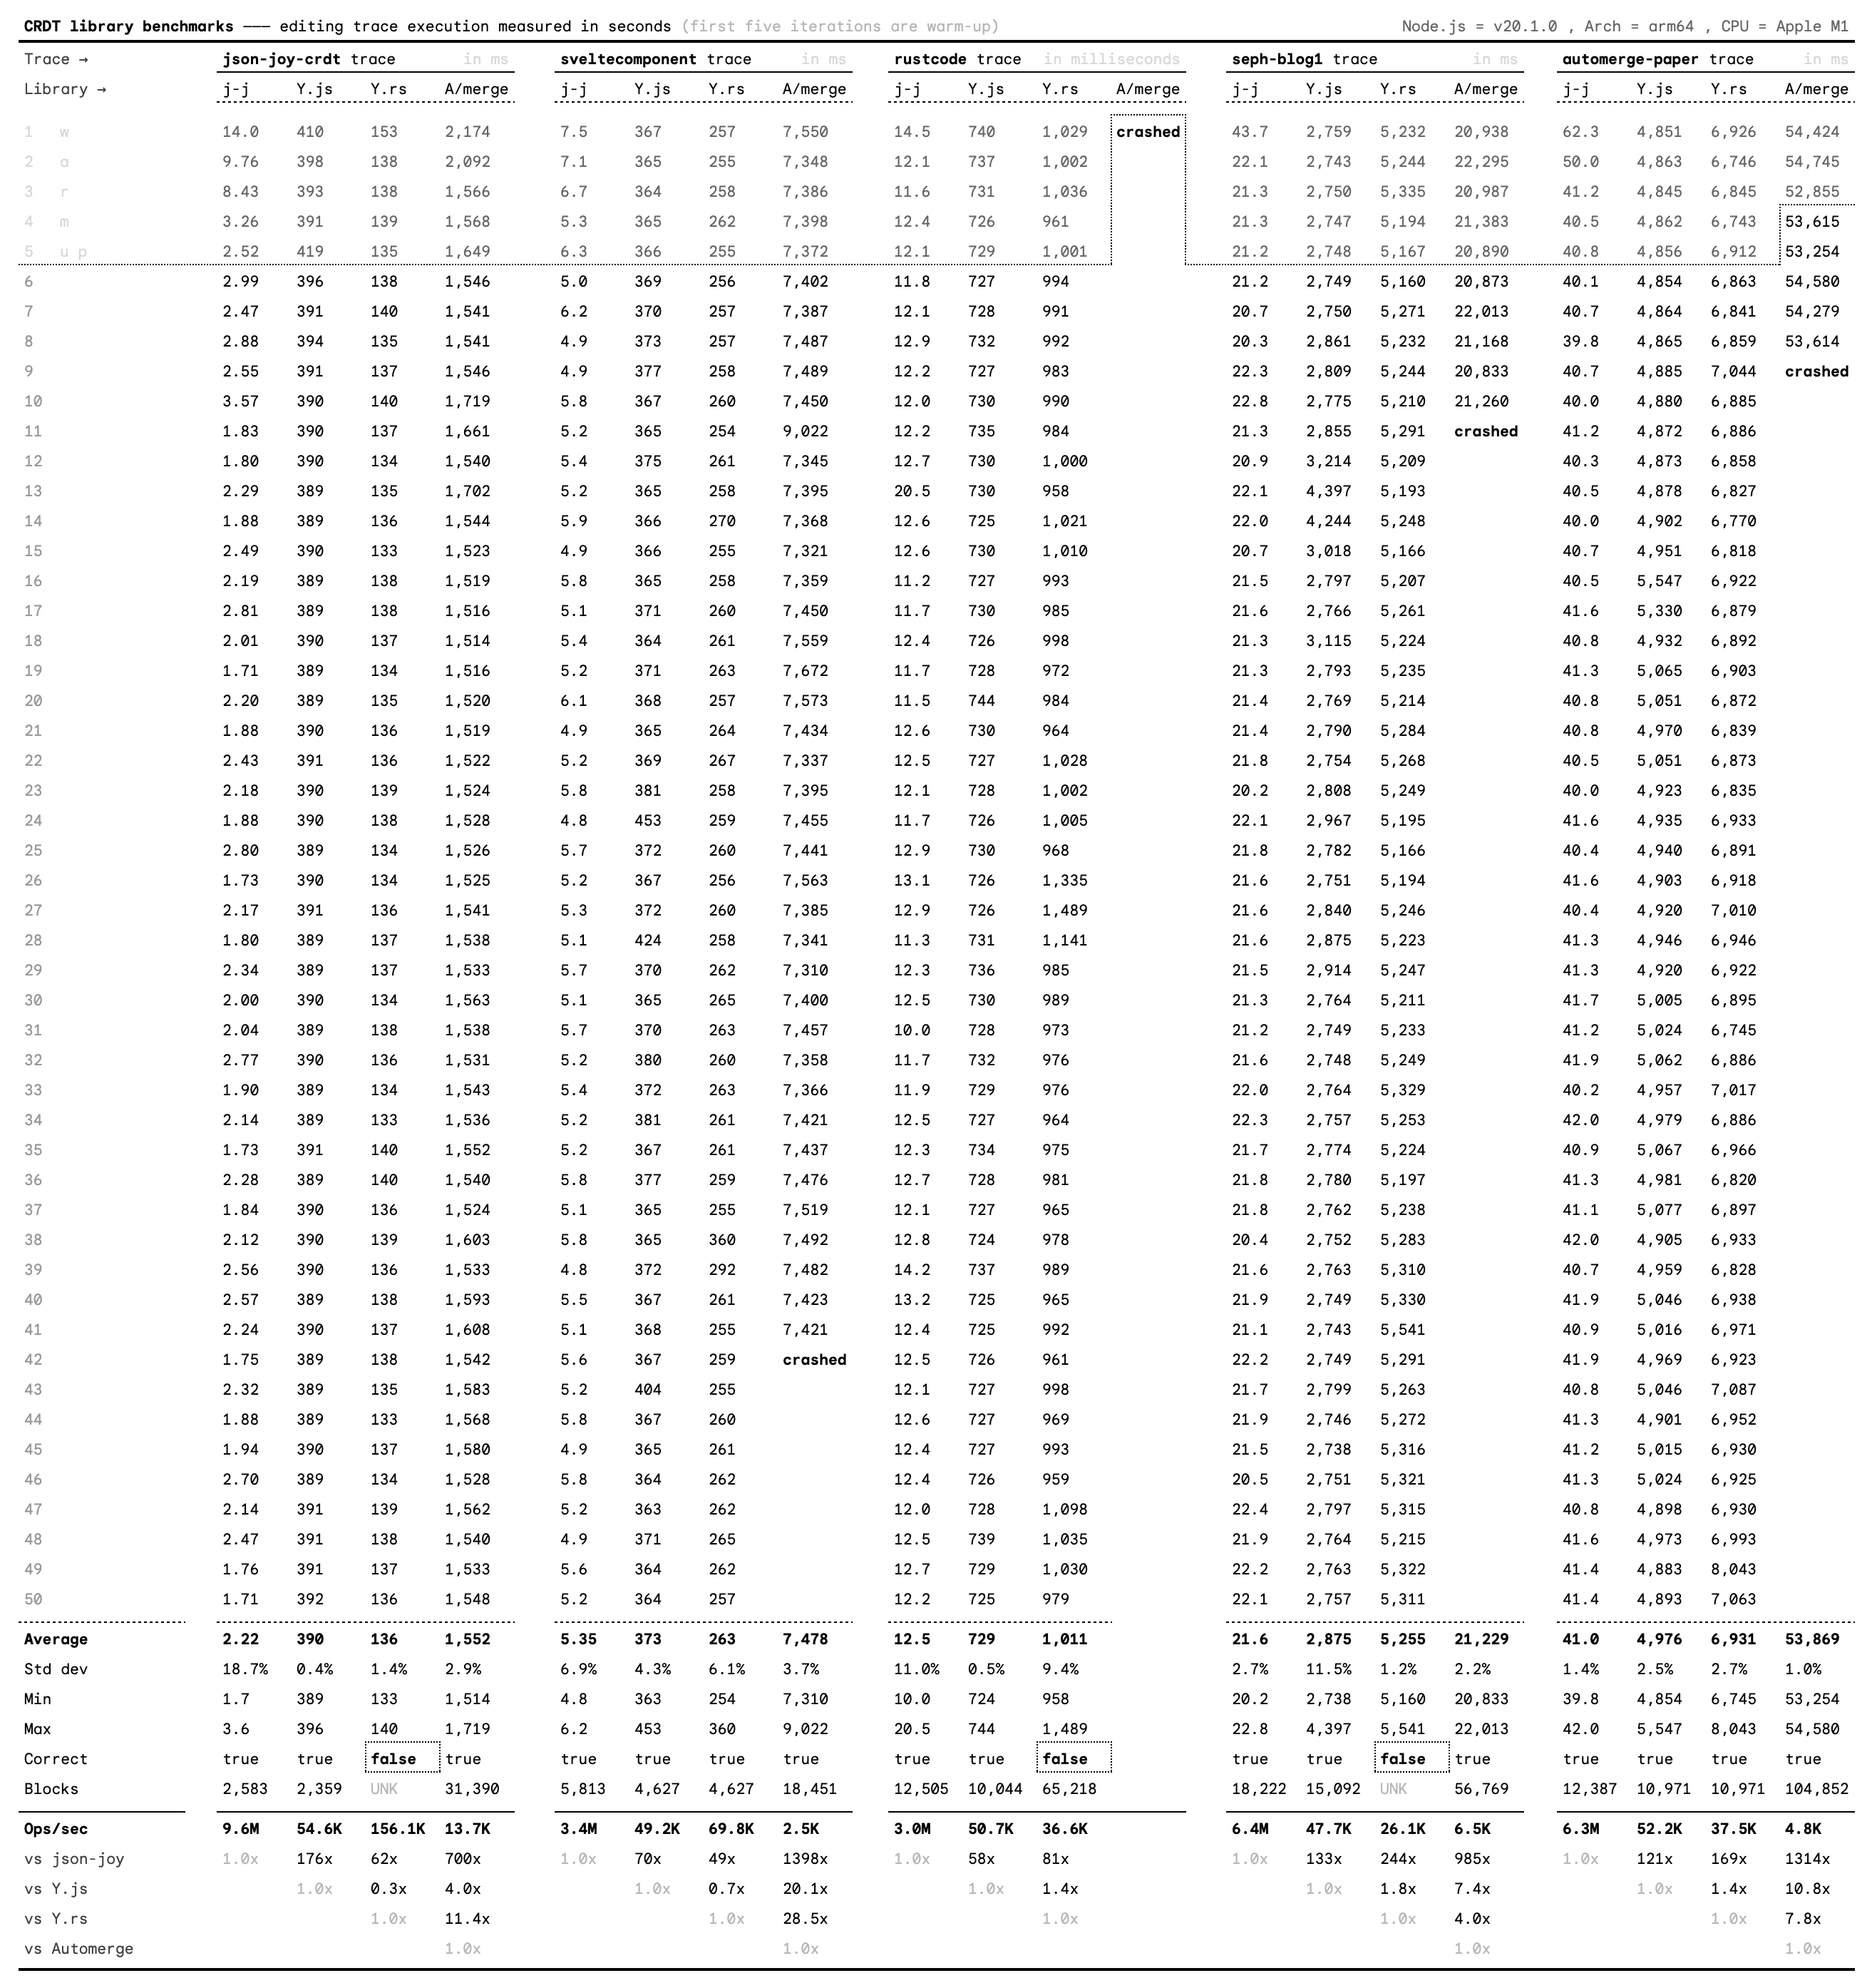 CRDT library benchmarks ––– editing trace execution measured in seconds (first five iterations are warm-up) Node.js = v20.1.0 , Arch = arm64 , CPU = Apple M1
Trace → json-joy-crdt trace in ms sveltecomponent trace in ms rustcode trace in milliseconds seph-blog1 trace in ms automerge-paper trace in ms
Library → j-j Y.js Y.rs A/merge j-j Y.js Y.rs A/merge j-j Y.js Y.rs A/merge j-j Y.js Y.rs A/merge j-j Y.js Y.rs A/merge
1 w 14.0 410 153 2,174 7.5 367 257 7,550 14.5 740 1,029 crashed 43.7 2,759 5,232 20,938 62.3 4,851 6,926 54,424
2 a 9.76 398 138 2,092 7.1 365 255 7,348 12.1 737 1,002 22.1 2,743 5,244 22,295 50.0 4,863 6,746 54,745
3 r 8.43 393 138 1,566 6.7 364 258 7,386 11.6 731 1,036 21.3 2,750 5,335 20,987 41.2 4,845 6,845 52,855
4 m 3.26 391 139 1,568 5.3 365 262 7,398 12.4 726 961 21.3 2,747 5,194 21,383 40.5 4,862 6,743 53,615
5 u p 2.52 419 135 1,649 6.3 366 255 7,372 12.1 729 1,001 21.2 2,748 5,167 20,890 40.8 4,856 6,912 53,254
6 2.99 396 138 1,546 5.0 369 256 7,402 11.8 727 994 21.2 2,749 5,160 20,873 40.1 4,854 6,863 54,580
7 2.47 391 140 1,541 6.2 370 257 7,387 12.1 728 991 20.7 2,750 5,271 22,013 40.7 4,864 6,841 54,279
8 2.88 394 135 1,541 4.9 373 257 7,487 12.9 732 992 20.3 2,861 5,232 21,168 39.8 4,865 6,859 53,614
9 2.55 391 137 1,546 4.9 377 258 7,489 12.2 727 983 22.3 2,809 5,244 20,833 40.7 4,885 7,044 crashed
10 3.57 390 140 1,719 5.8 367 260 7,450 12.0 730 990 22.8 2,775 5,210 21,260 40.0 4,880 6,885
11 1.83 390 137 1,661 5.2 365 254 9,022 12.2 735 984 21.3 2,855 5,291 crashed 41.2 4,872 6,886
12 1.80 390 134 1,540 5.4 375 261 7,345 12.7 730 1,000 20.9 3,214 5,209 40.3 4,873 6,858
13 2.29 389 135 1,702 5.2 365 258 7,395 20.5 730 958 22.1 4,397 5,193 40.5 4,878 6,827
14 1.88 389 136 1,544 5.9 366 270 7,368 12.6 725 1,021 22.0 4,244 5,248 40.0 4,902 6,770
15 2.49 390 133 1,523 4.9 366 255 7,321 12.6 730 1,010 20.7 3,018 5,166 40.7 4,951 6,818
16 2.19 389 138 1,519 5.8 365 258 7,359 11.2 727 993 21.5 2,797 5,207 40.5 5,547 6,922
17 2.81 389 138 1,516 5.1 371 260 7,450 11.7 730 985 21.6 2,766 5,261 41.6 5,330 6,879
18 2.01 390 137 1,514 5.4 364 261 7,559 12.4 726 998 21.3 3,115 5,224 40.8 4,932 6,892
19 1.71 389 134 1,516 5.2 371 263 7,672 11.7 728 972 21.3 2,793 5,235 41.3 5,065 6,903
20 2.20 389 135 1,520 6.1 368 257 7,573 11.5 744 984 21.4 2,769 5,214 40.8 5,051 6,872
21 1.88 390 136 1,519 4.9 365 264 7,434 12.6 730 964 21.4 2,790 5,284 40.8 4,970 6,839
22 2.43 391 136 1,522 5.2 369 267 7,337 12.5 727 1,028 21.8 2,754 5,268 40.5 5,051 6,873
23 2.18 390 139 1,524 5.8 381 258 7,395 12.1 728 1,002 20.2 2,808 5,249 40.0 4,923 6,835
24 1.88 390 138 1,528 4.8 453 259 7,455 11.7 726 1,005 22.1 2,967 5,195 41.6 4,935 6,933
25 2.80 389 134 1,526 5.7 372 260 7,441 12.9 730 968 21.8 2,782 5,166 40.4 4,940 6,891
26 1.73 390 134 1,525 5.2 367 256 7,563 13.1 726 1,335 21.6 2,751 5,194 41.6 4,903 6,918
27 2.17 391 136 1,541 5.3 372 260 7,385 12.9 726 1,489 21.6 2,840 5,246 40.4 4,920 7,010
28 1.80 389 137 1,538 5.1 424 258 7,341 11.3 731 1,141 21.6 2,875 5,223 41.3 4,946 6,946
29 2.34 389 137 1,533 5.7 370 262 7,310 12.3 736 985 21.5 2,914 5,247 41.3 4,920 6,922
30 2.00 390 134 1,563 5.1 365 265 7,400 12.5 730 989 21.3 2,764 5,211 41.7 5,005 6,895
31 2.04 389 138 1,538 5.7 370 263 7,457 10.0 728 973 21.2 2,749 5,233 41.2 5,024 6,745
32 2.77 390 136 1,531 5.2 380 260 7,358 11.7 732 976 21.6 2,748 5,249 41.9 5,062 6,886
33 1.90 389 134 1,543 5.4 372 263 7,366 11.9 729 976 22.0 2,764 5,329 40.2 4,957 7,017
34 2.14 389 133 1,536 5.2 381 261 7,421 12.5 727 964 22.3 2,757 5,253 42.0 4,979 6,886
35 1.73 391 140 1,552 5.2 367 261 7,437 12.3 734 975 21.7 2,774 5,224 40.9 5,067 6,966
36 2.28 389 140 1,540 5.8 377 259 7,476 12.7 728 981 21.8 2,780 5,197 41.3 4,981 6,820
37 1.84 390 136 1,524 5.1 365 255 7,519 12.1 727 965 21.8 2,762 5,238 41.1 5,077 6,897
38 2.12 390 139 1,603 5.8 365 360 7,492 12.8 724 978 20.4 2,752 5,283 42.0 4,905 6,933
39 2.56 390 136 1,533 4.8 372 292 7,482 14.2 737 989 21.6 2,763 5,310 40.7 4,959 6,828
40 2.57 389 138 1,593 5.5 367 261 7,423 13.2 725 965 21.9 2,749 5,330 41.9 5,046 6,938
41 2.24 390 137 1,608 5.1 368 255 7,421 12.4 725 992 21.1 2,743 5,541 40.9 5,016 6,971
42 1.75 389 138 1,542 5.6 367 259 crashed 12.5 726 961 22.2 2,749 5,291 41.9 4,969 6,923
43 2.32 389 135 1,583 5.2 404 255 12.1 727 998 21.7 2,799 5,263 40.8 5,046 7,087
44 1.88 389 133 1,568 5.8 367 260 12.6 727 969 21.9 2,746 5,272 41.3 4,901 6,952
45 1.94 390 137 1,580 4.9 365 261 12.4 727 993 21.5 2,738 5,316 41.2 5,015 6,930
46 2.70 389 134 1,528 5.8 364 262 12.4 726 959 20.5 2,751 5,321 41.3 5,024 6,925
47 2.14 391 139 1,562 5.2 363 262 12.0 728 1,098 22.4 2,797 5,315 40.8 4,898 6,930
48 2.47 391 138 1,540 4.9 371 265 12.5 739 1,035 21.9 2,764 5,215 41.6 4,973 6,993
49 1.76 391 137 1,533 5.6 364 262 12.7 729 1,030 22.2 2,763 5,322 41.4 4,883 8,043
50 1.71 392 136 1,548 5.2 364 257 12.2 725 979 22.1 2,757 5,311 41.4 4,893 7,063
Average 2.22 390 136 1,552 5.35 373 263 7,478 12.5 729 1,011 21.6 2,875 5,255 21,229 41.0 4,976 6,931 53,869
Std dev 18.7% 0.4% 1.4% 2.9% 6.9% 4.3% 6.1% 3.7% 11.0% 0.5% 9.4% 2.7% 11.5% 1.2% 2.2% 1.4% 2.5% 2.7% 1.0%
Min 1.7 389 133 1,514 4.8 363 254 7,310 10.0 724 958 20.2 2,738 5,160 20,833 39.8 4,854 6,745 53,254
Max 3.6 396 140 1,719 6.2 453 360 9,022 20.5 744 1,489 22.8 4,397 5,541 22,013 42.0 5,547 8,043 54,580
Correct true true false true true true true true true true false true true false true true true true true
Blocks 2,583 2,359 UNK 31,390 5,813 4,627 4,627 18,451 12,505 10,044 65,218 18,222 15,092 UNK 56,769 12,387 10,971 10,971 104,852
Ops/sec 9.6M 54.6K 156.1K 13.7K 3.4M 49.2K 69.8K 2.5K 3.0M 50.7K 36.6K 6.4M 47.7K 26.1K 6.5K 6.3M 52.2K 37.5K 4.8K
vs json-joy 1.0x 176x 62x 700x 1.0x 70x 49x 1398x 1.0x 58x 81x 1.0x 133x 244x 985x 1.0x 121x 169x 1314x
vs Y.js 1.0x 0.3x 4.0x 1.0x 0.7x 20.1x 1.0x 1.4x 1.0x 1.8x 7.4x 1.0x 1.4x 10.8x
vs Y.rs 1.0x 11.4x 1.0x 28.5x 1.0x 1.0x 4.0x 1.0x 7.8x
vs Automerge 1.0x 1.0x 1.0x 1.0x